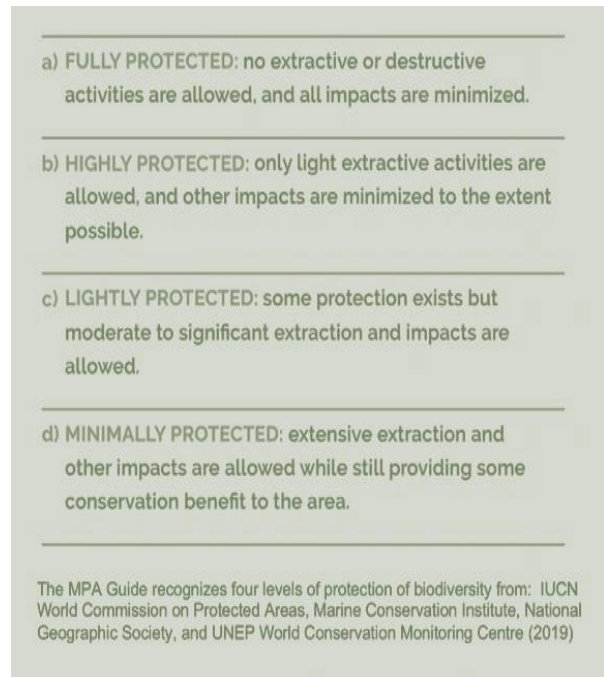 a) FULLY PROTECTED: no extractive or destructive
activities are allowed, and all impacts are minimized.
b) HIGHLY PROTECTED: only light extractive activities are
allowed, and other impacts are minimized to the extent
possible.
c) LIGHTLY PROTECTED: some protection exists but
moderate to significant extraction and impacts are
allowed.
d) MINIMALLY PROTECTED: extensive extraction and
other impacts are allowed while still providing some
conservation benefit to the area.
The MPA Guide recognizes four levels of protection of biodiversity from: IUCN
World Commission on Protected Areas, Marine Conservation Institute, National
Geographic Society, and UNEP World Conservation Monitoring Centre (2019)